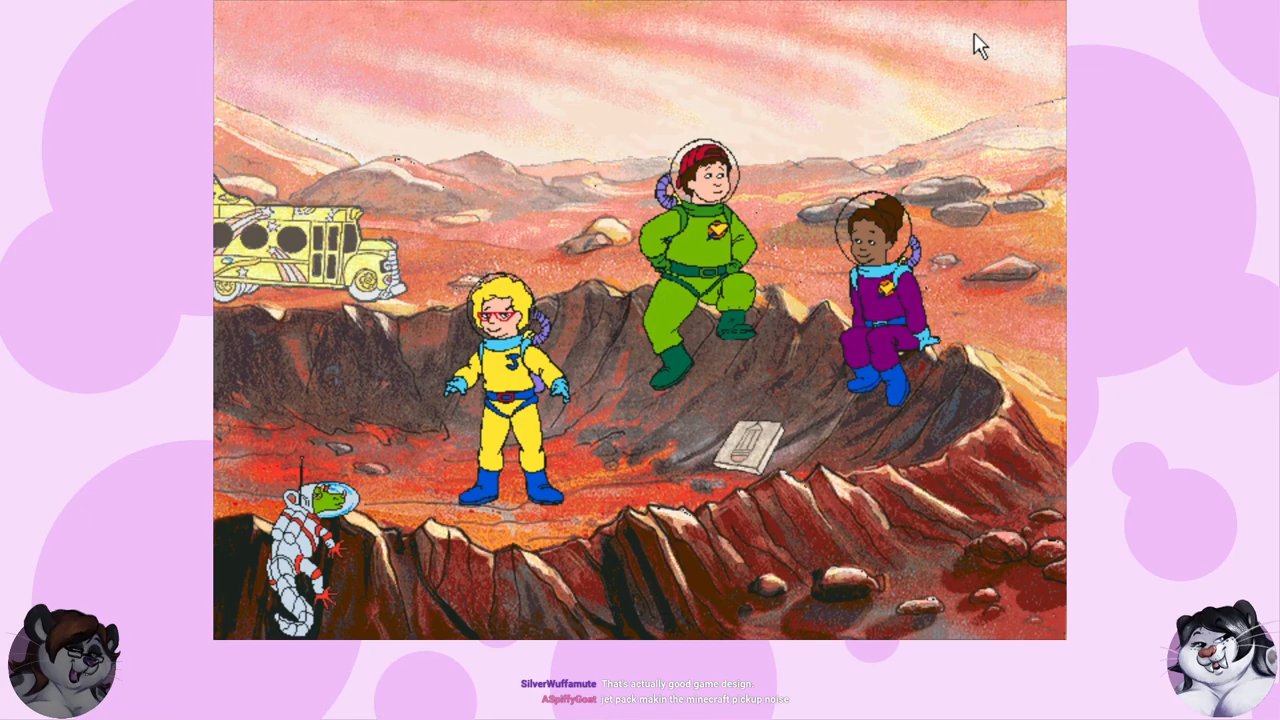 J
SilverWuffamute That's actually good game design.
ASpiffyGoat jet pack makin the minecraft pickup noise